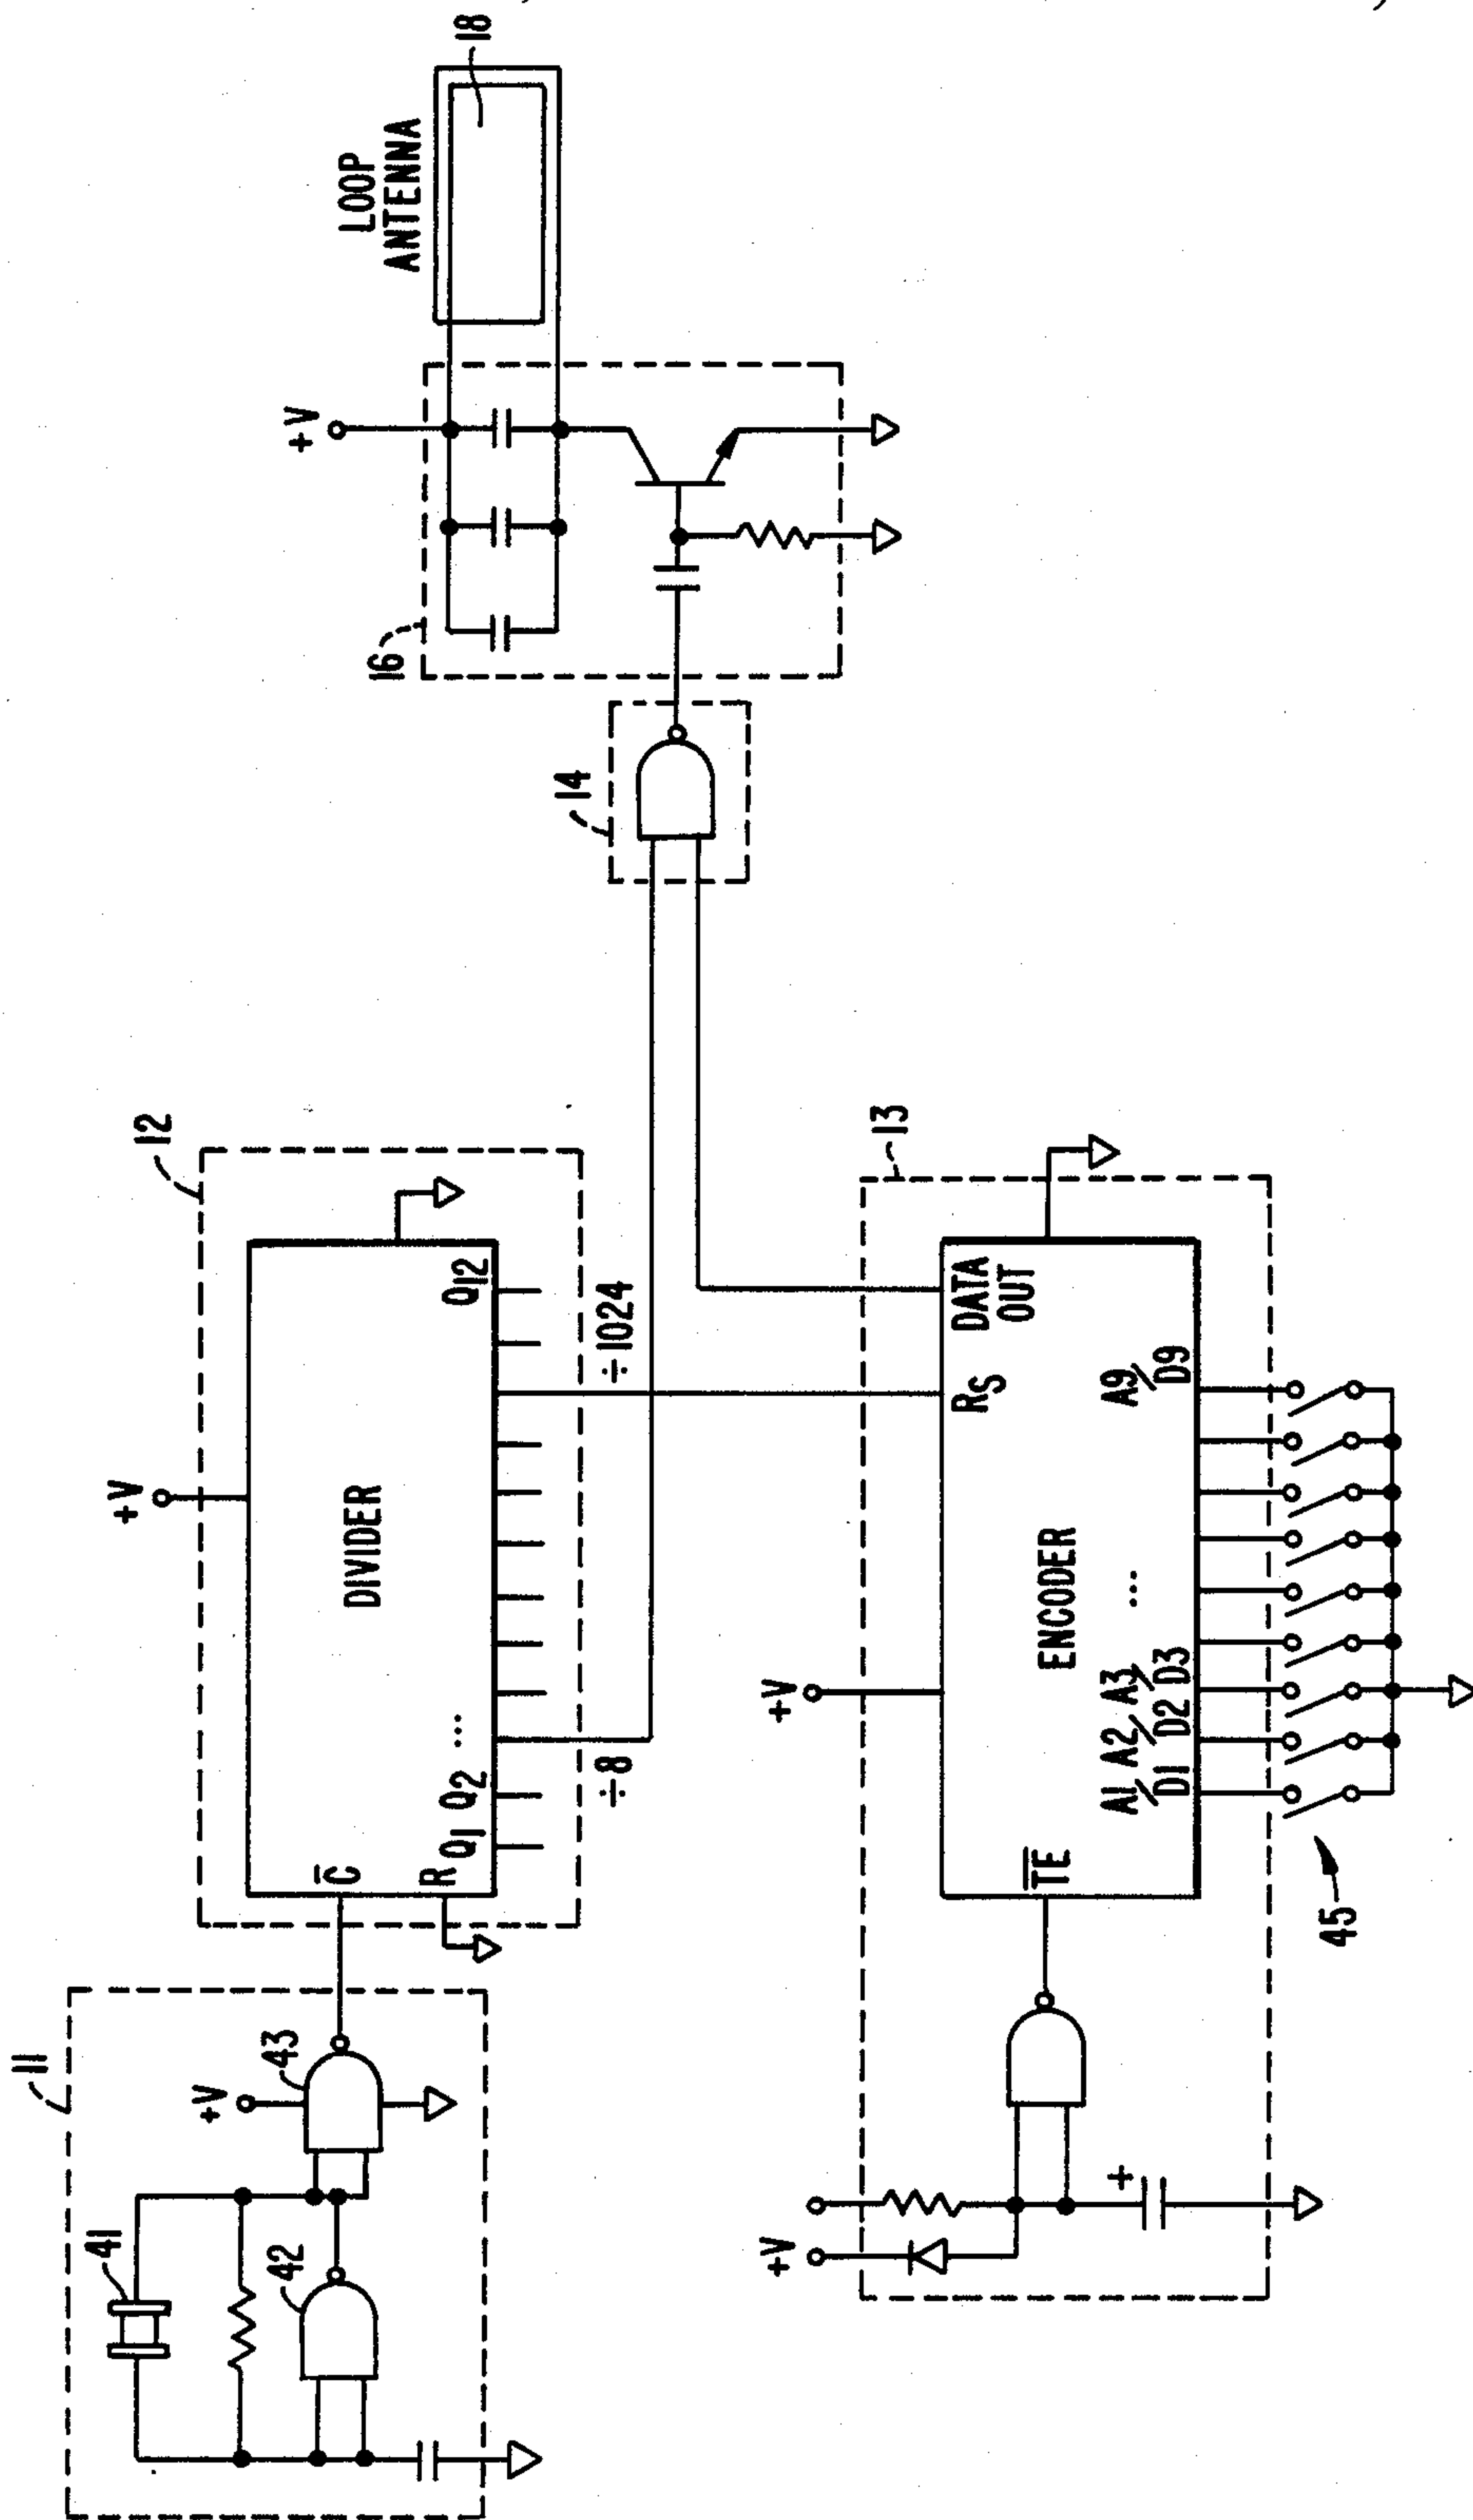 11
41
42
+V
43
12
+V
C̅
R
DIVIDER
Q1 Q2 ... Q12
÷8
÷1024
+V
13
T̅E̅
ENCODER
RS
DATA
OUT
A1 A2 A3 ... A9
/D1 /D2 /D3 /D9
45
+V
14
16
+V
LOOP
ANTENNA
18